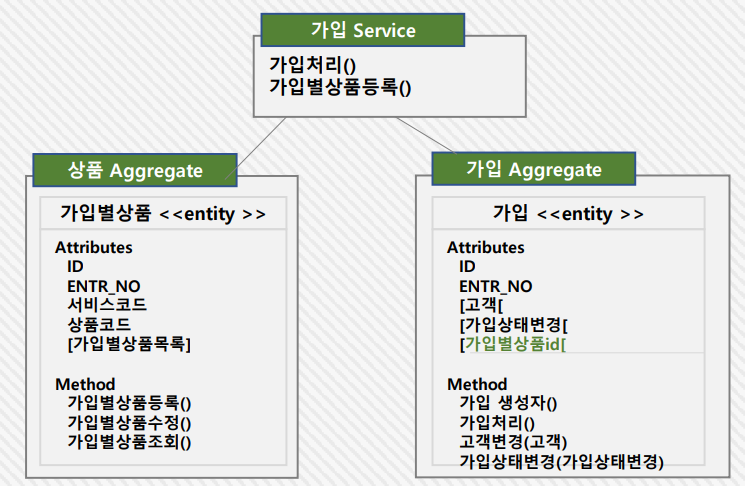 가입 Service
가입처리()
가입별상품등록()
상품 Aggregate
가입별상품 <<entity >>
Attributes
ID
ENTR_NO
서비스코드
상품코드
[가입별상품목록]
Method
가입별상품등록()
가입별상품수정()
가입별상품조회()
가입 Aggregate
가입 <<entity >>
Attributes
ID
ENTR_NO
[고객[
[가입상태변경[
[가입별상품id[
Method
가입 생성자()
가입처리()
고객변경(고객)
가입상태변경(가입상태변경)